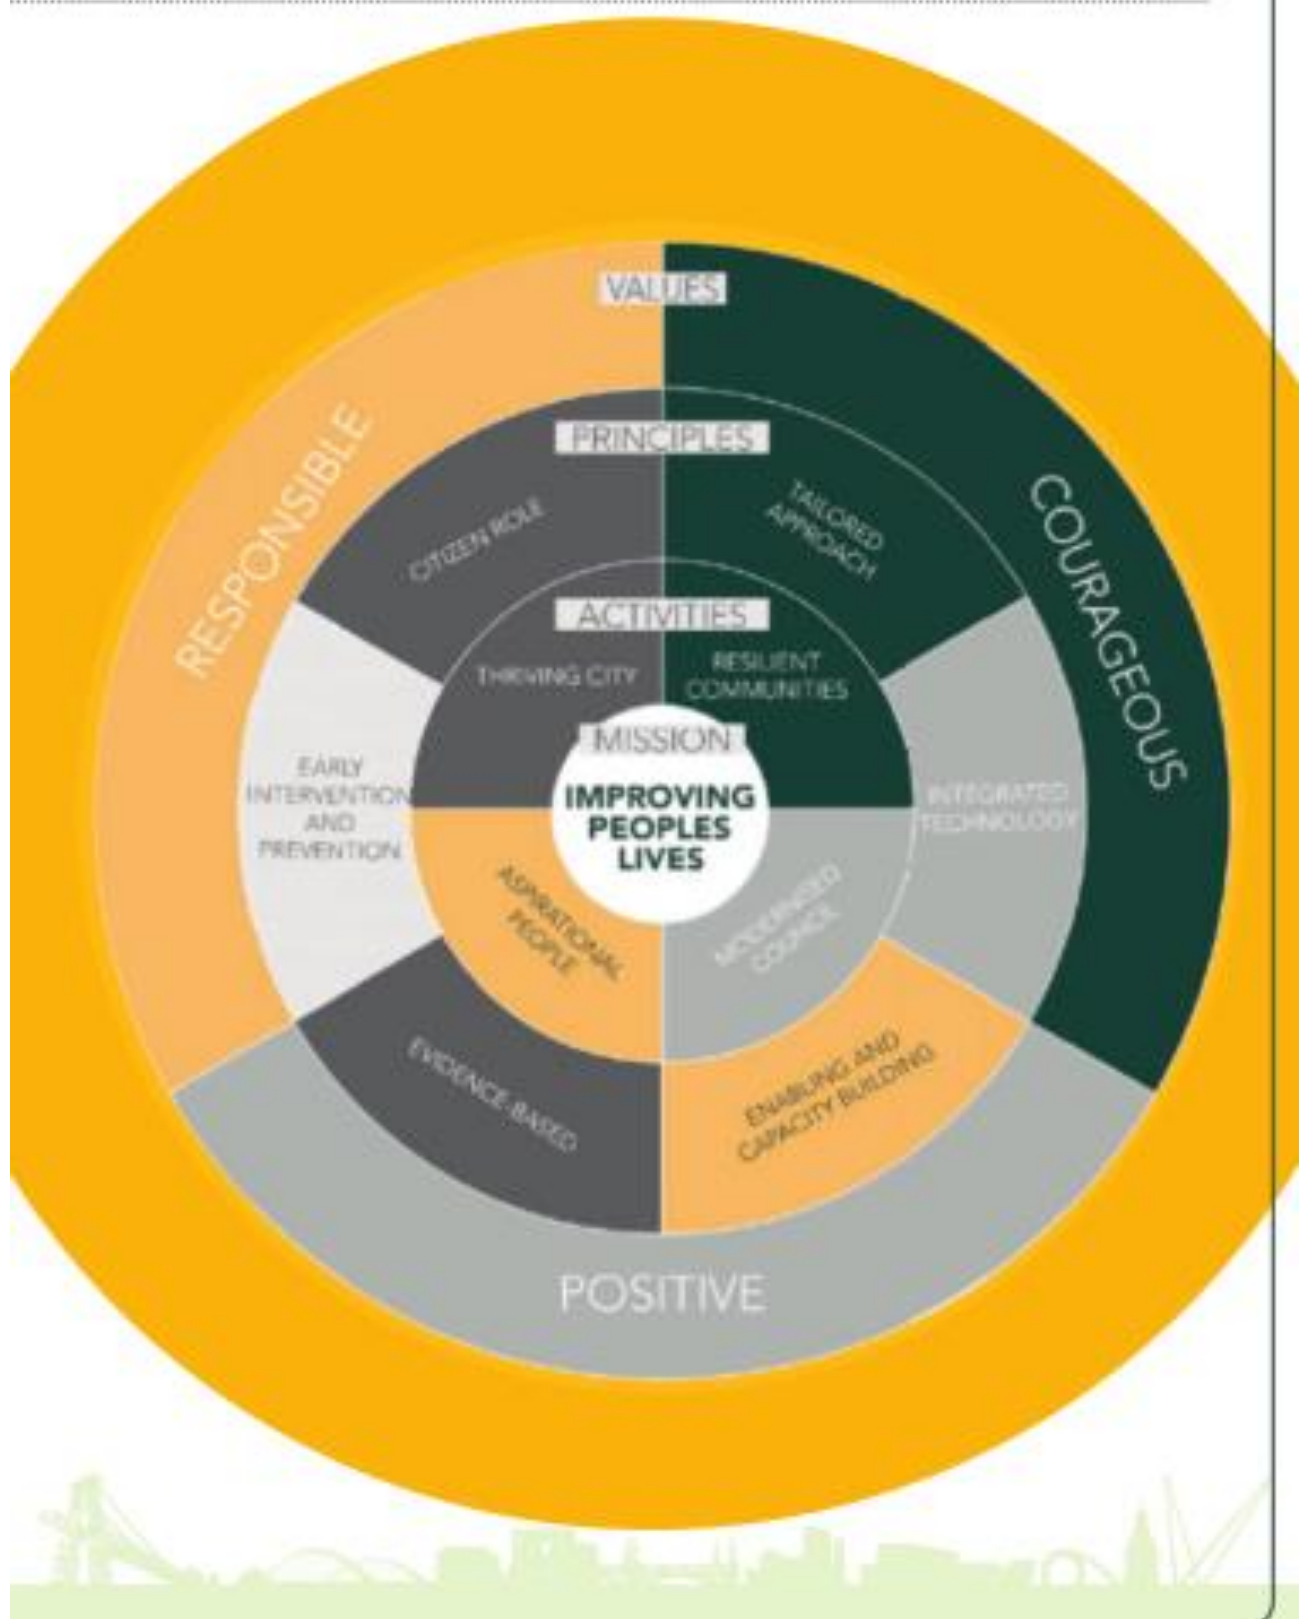 VALUES
RESPONSIBLE
COURAGEOUS
POSITIVE
PRINCIPLES
CITIZEN ROLE
TAILORED
APPROACH
EARLY
INTERVENTION
AND
PREVENTION
INTEGRATED
TECHNOLOGY
EVIDENCE-BASED
ENABLING AND
CAPACITY BUILDING
ACTIVITIES
THRIVING CITY
RESILIENT
COMMUNITIES
ASPIRATIONAL
PEOPLE
MODERNISED
COUNCIL
MISSION
IMPROVING
PEOPLES
LIVES